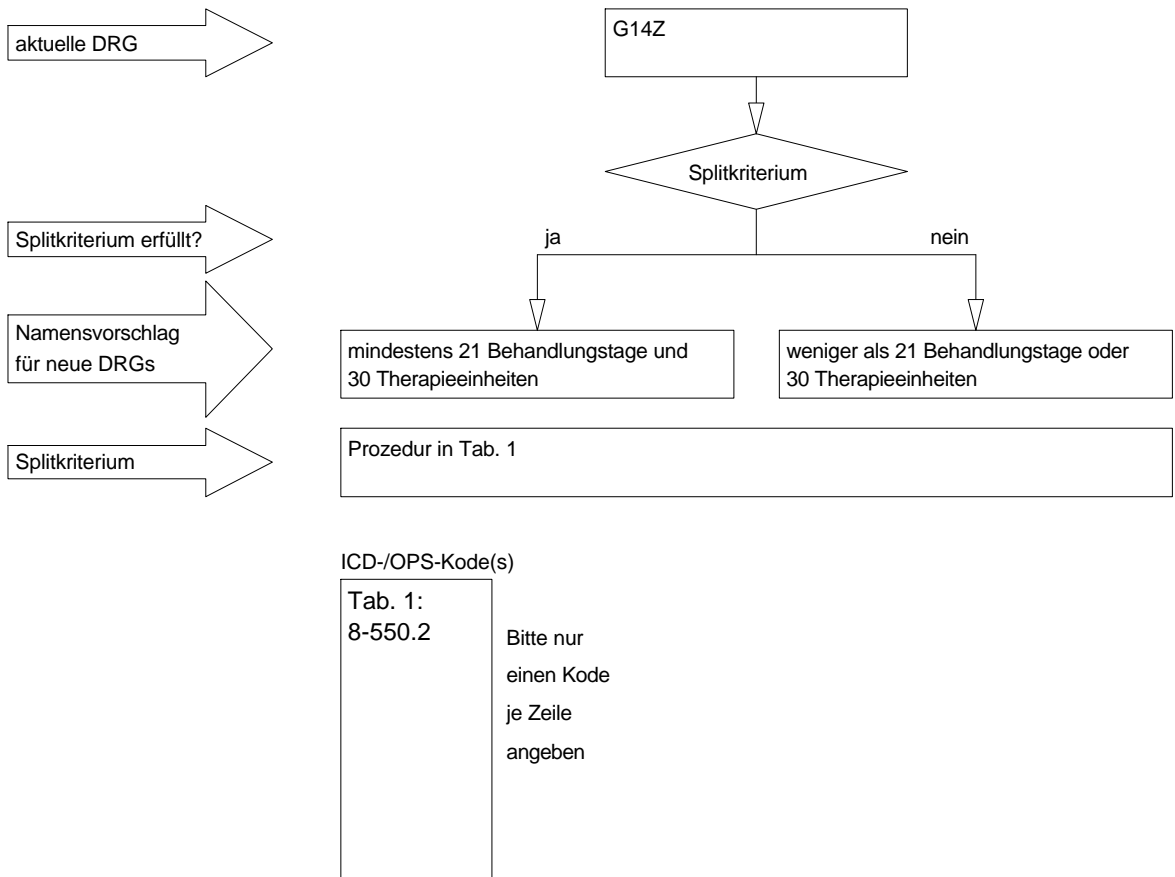 aktuelle DRG
G14Z
Splitkriterium
Splitkriterium erfüllt?
ja
nein
Namensvorschlag
für neue DRGs
mindestens 21 Behandlungstage und
30 Therapieeinheiten
weniger als 21 Behandlungstage oder
30 Therapieeinheiten
Splitkriterium
Prozedur in Tab. 1
ICD-/OPS-Kode(s)
Tab. 1:
8-550.2
Bitte nur
einen Kode
je Zeile
angeben